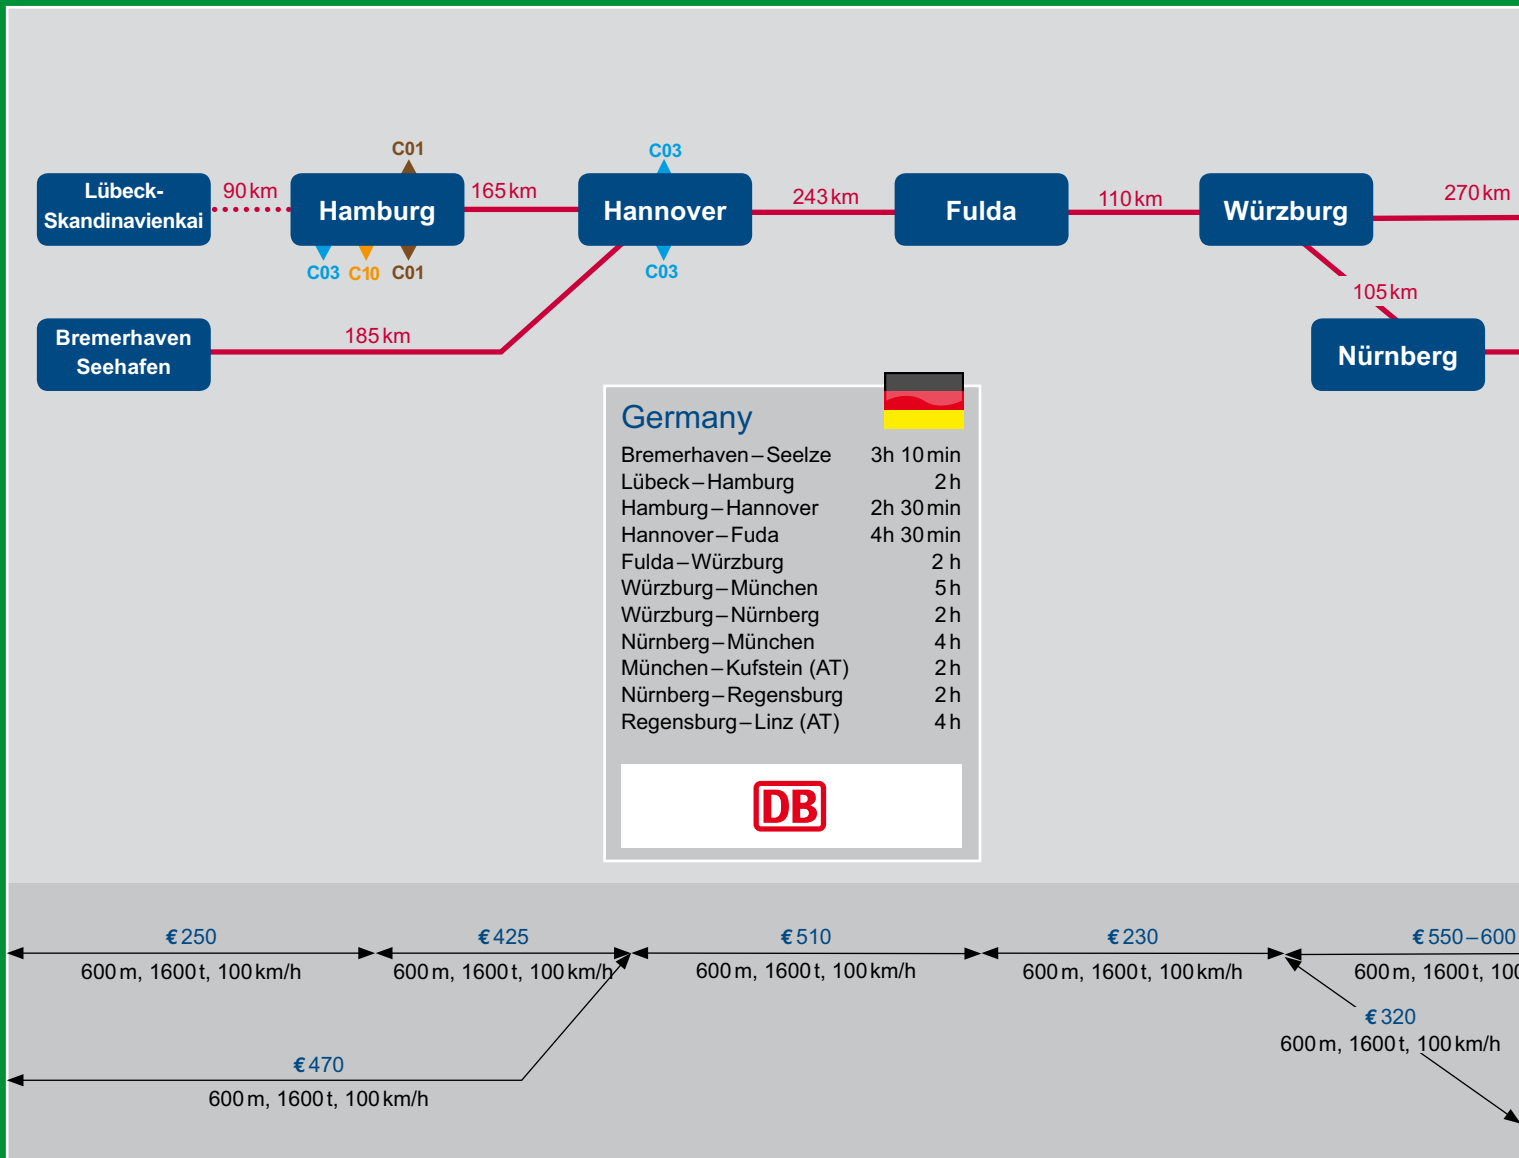 C01
C03
Lübeck-
Skandinavienkai
90 km
Hamburg
165 km
Hannover
243 km
Fulda
110 km
Würzburg
270 km
C03
C10
C01
C03
105 km
Bremerhaven
Seehafen
185 km
Nürnberg
Germany
Bremerhaven – Seelze 3h 10 min
Lübeck – Hamburg 2 h
Hamburg – Hannover 2h 30 min
Hannover – Fuda 4h 30 min
Fulda – Würzburg 2 h
Würzburg – München 5 h
Würzburg – Nürnberg 2 h
Nürnberg – München 4 h
München – Kufstein (AT) 2 h
Nürnberg – Regensburg 2 h
Regensburg – Linz (AT) 4 h
DB
€ 250
600 m, 1600 t, 100 km/h
€ 425
600 m, 1600 t, 100 km/h
€ 510
600 m, 1600 t, 100 km/h
€ 230
600 m, 1600 t, 100 km/h
€ 550 – 600
600 m, 1600 t, 100
€ 320
600 m, 1600 t, 100 km/h
€ 470
600 m, 1600 t, 100 km/h